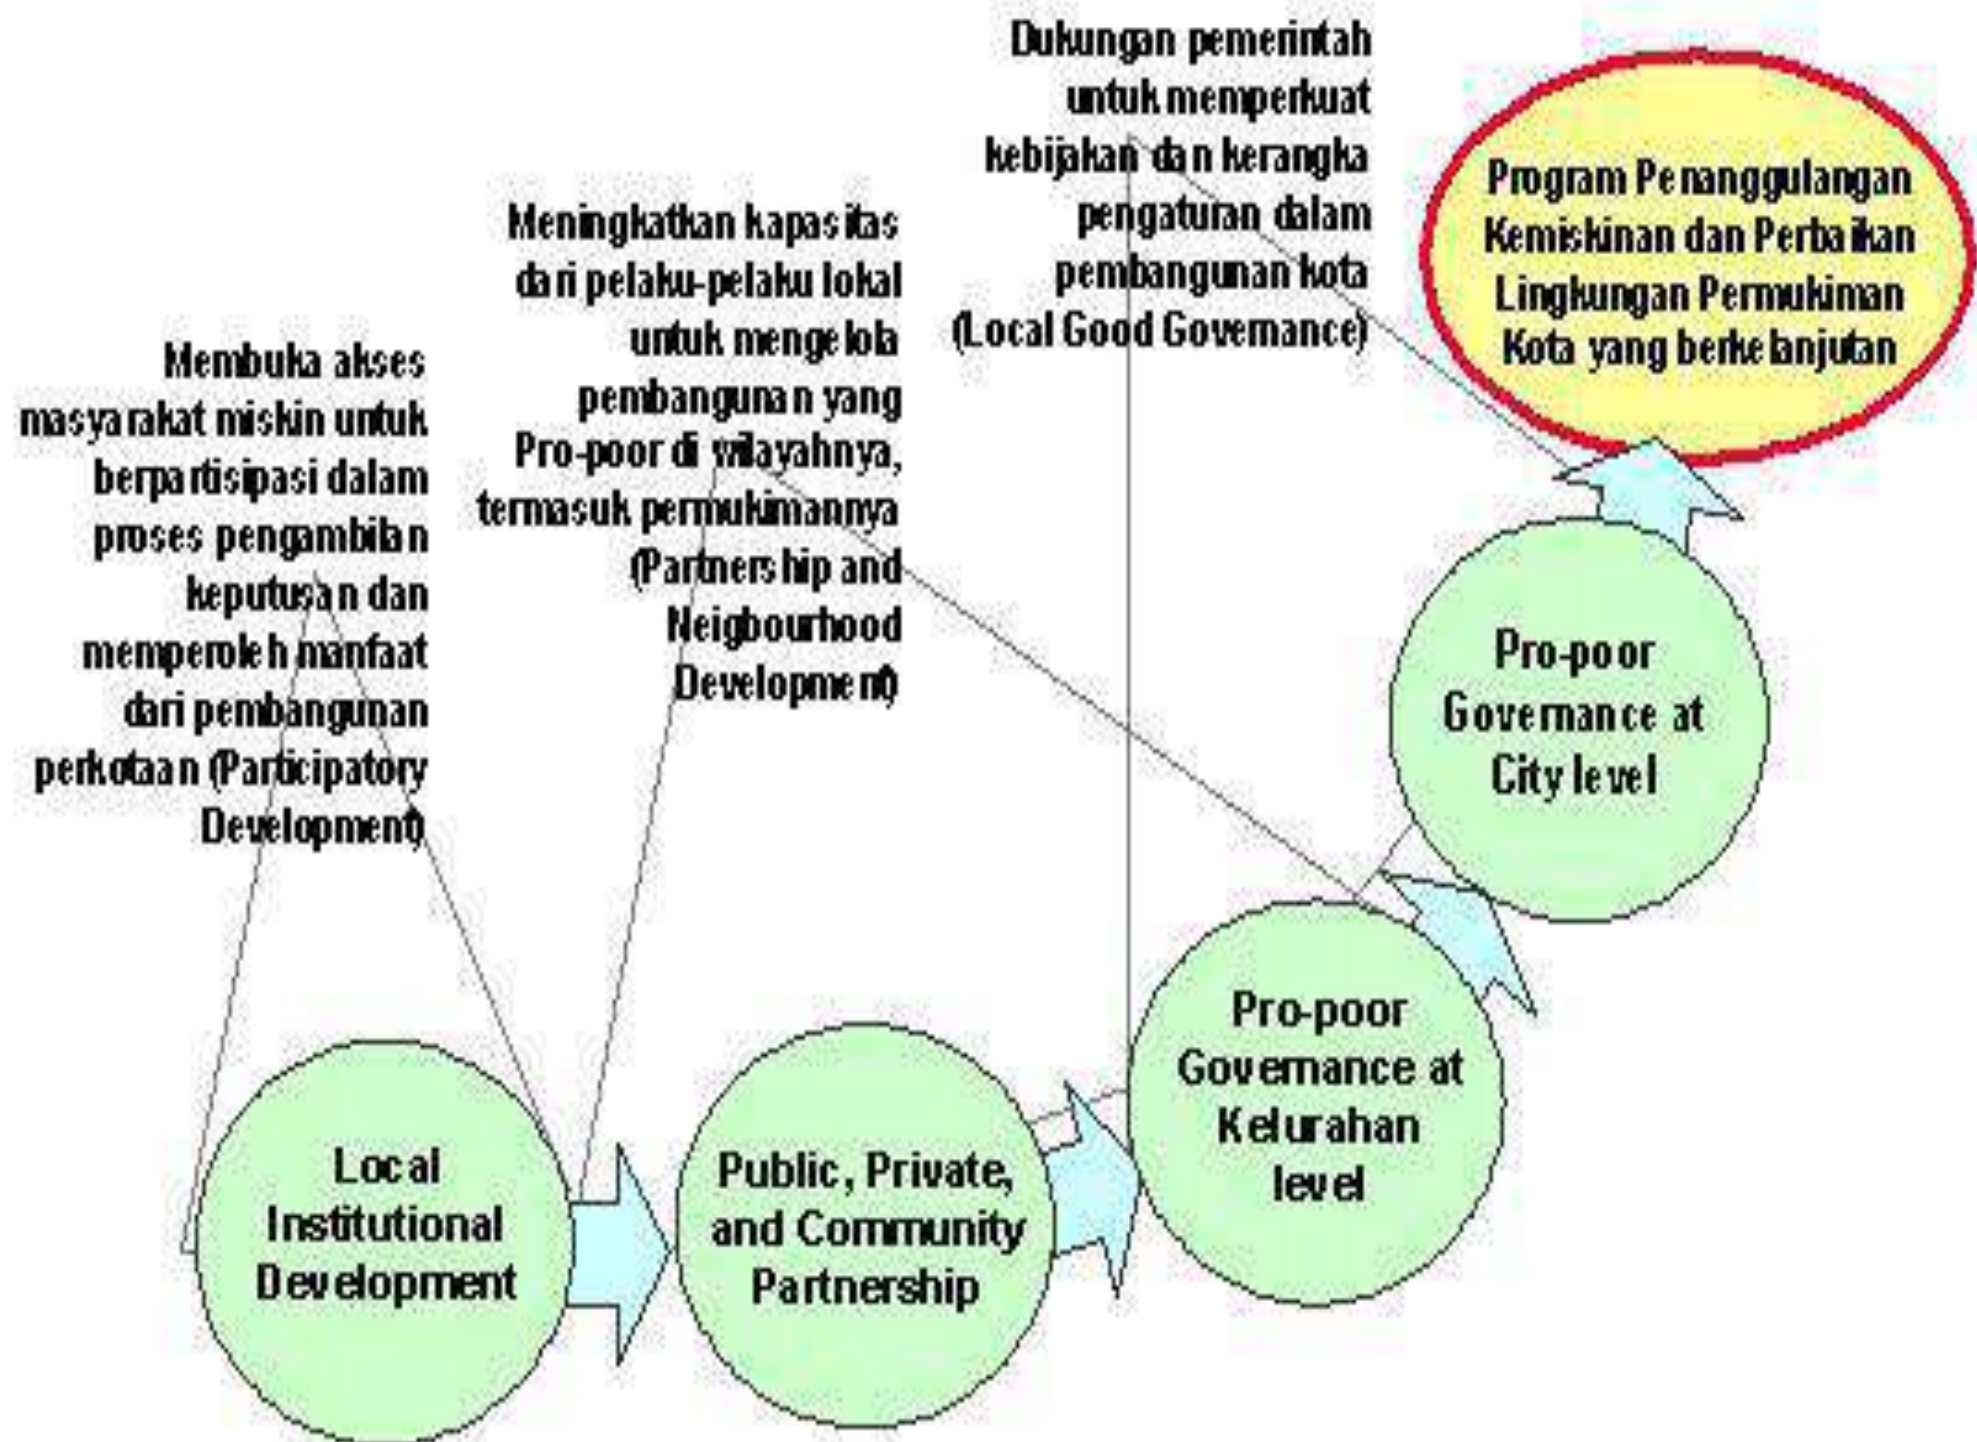 Membuka akses
masyarakat miskin untuk
berpartisipasi dalam
proses pengambilan
keputusan dan
memperoleh manfaat
dari pembangunan
perkotaan (Participatory
Development)
Meningkatkan kapasitas
dari pelaku-pelaku lokal
untuk mengelola
pembangunan yang
Pro-poor di wilayahnya,
termasuk permukimannya
(Partnership and
Neigbourhood
Development)
Dukungan pemerintah
untuk memperkuat
kebijakan dan kerangka
pengaturan dalam
pembangunan kota
(Local Good Governance)
Program Penanggulangan
Kemiskinan dan Perbaikan
Lingkungan Permukiman
Kota yang berkelanjutan
Local
Institutional
Development
Public, Private,
and Community
Partnership
Pro-poor
Governance at
Kelurahan
level
Pro-poor
Governance at
City level